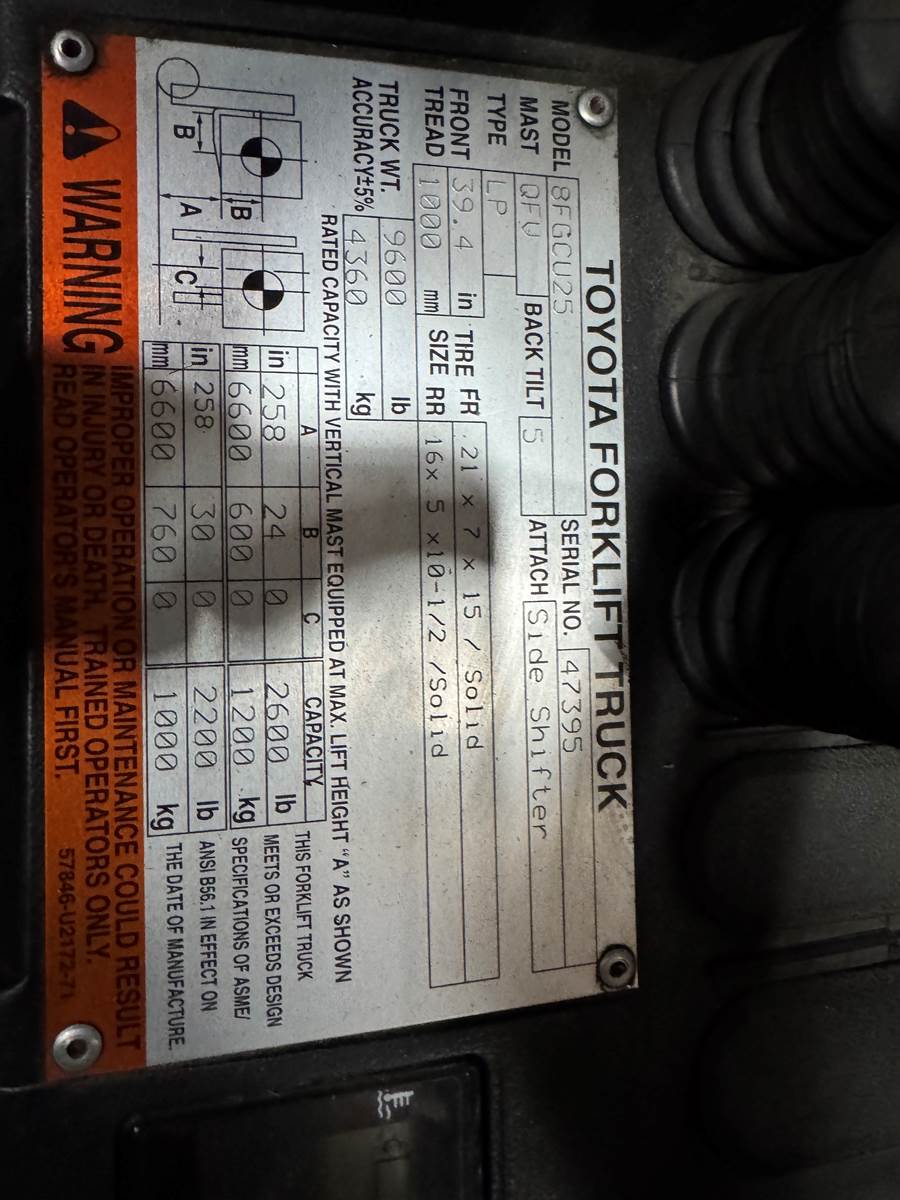 TOYOTA FORKLIFT TRUCK
MODEL 8FGCU25 SERIAL NO. 47395
MAST QFV BACK TILT 5 ATTACH Side Shifter
TYPE LP
FRONT TREAD 39.4 in 1000 mm
TIRE SIZE FR 21 x 7 x 15 / Solid
RR 16x 5 x10-1/2 /Solid
TRUCK WT. 9600 lb
ACCURACY±5% 4360 kg
RATED CAPACITY WITH VERTICAL MAST EQUIPPED AT MAX. LIFT HEIGHT "A" AS SHOWN
A B C CAPACITY
in 258 24 0 2600 lb
mm 6600 600 0 1200 kg
in 258 30 0 2200 lb
mm 6600 760 0 1000 kg
THIS FORKLIFT TRUCK
MEETS OR EXCEEDS DESIGN
SPECIFICATIONS OF ASME/
ANSI B56.1 IN EFFECT ON
THE DATE OF MANUFACTURE.
B A B C
WARNING
IMPROPER OPERATION OR MAINTENANCE COULD RESULT
IN INJURY OR DEATH. TRAINED OPERATORS ONLY.
READ OPERATOR'S MANUAL FIRST. 57846-U2172-71